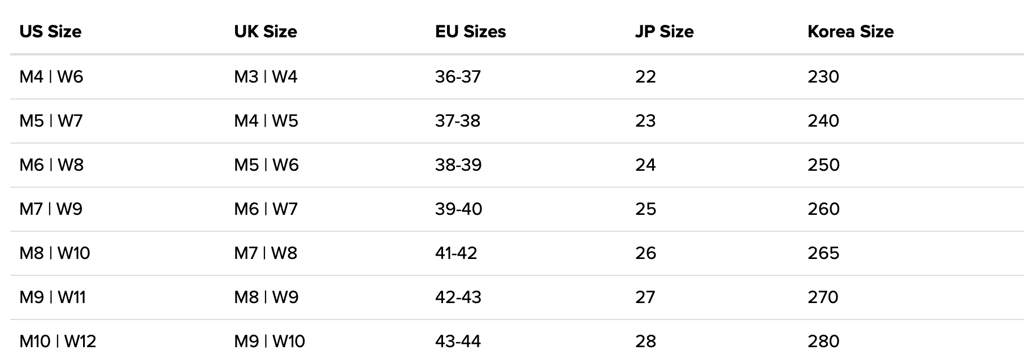 US Size UK Size EU Sizes JP Size Korea Size
M4 | W6 M3 | W4 36-37 22 230
M5 | W7 M4 | W5 37-38 23 240
M6 | W8 M5 | W6 38-39 24 250
M7 | W9 M6 | W7 39-40 25 260
M8 | W10 M7 | W8 41-42 26 265
M9 | W11 M8 | W9 42-43 27 270
M10 | W12 M9 | W10 43-44 28 280